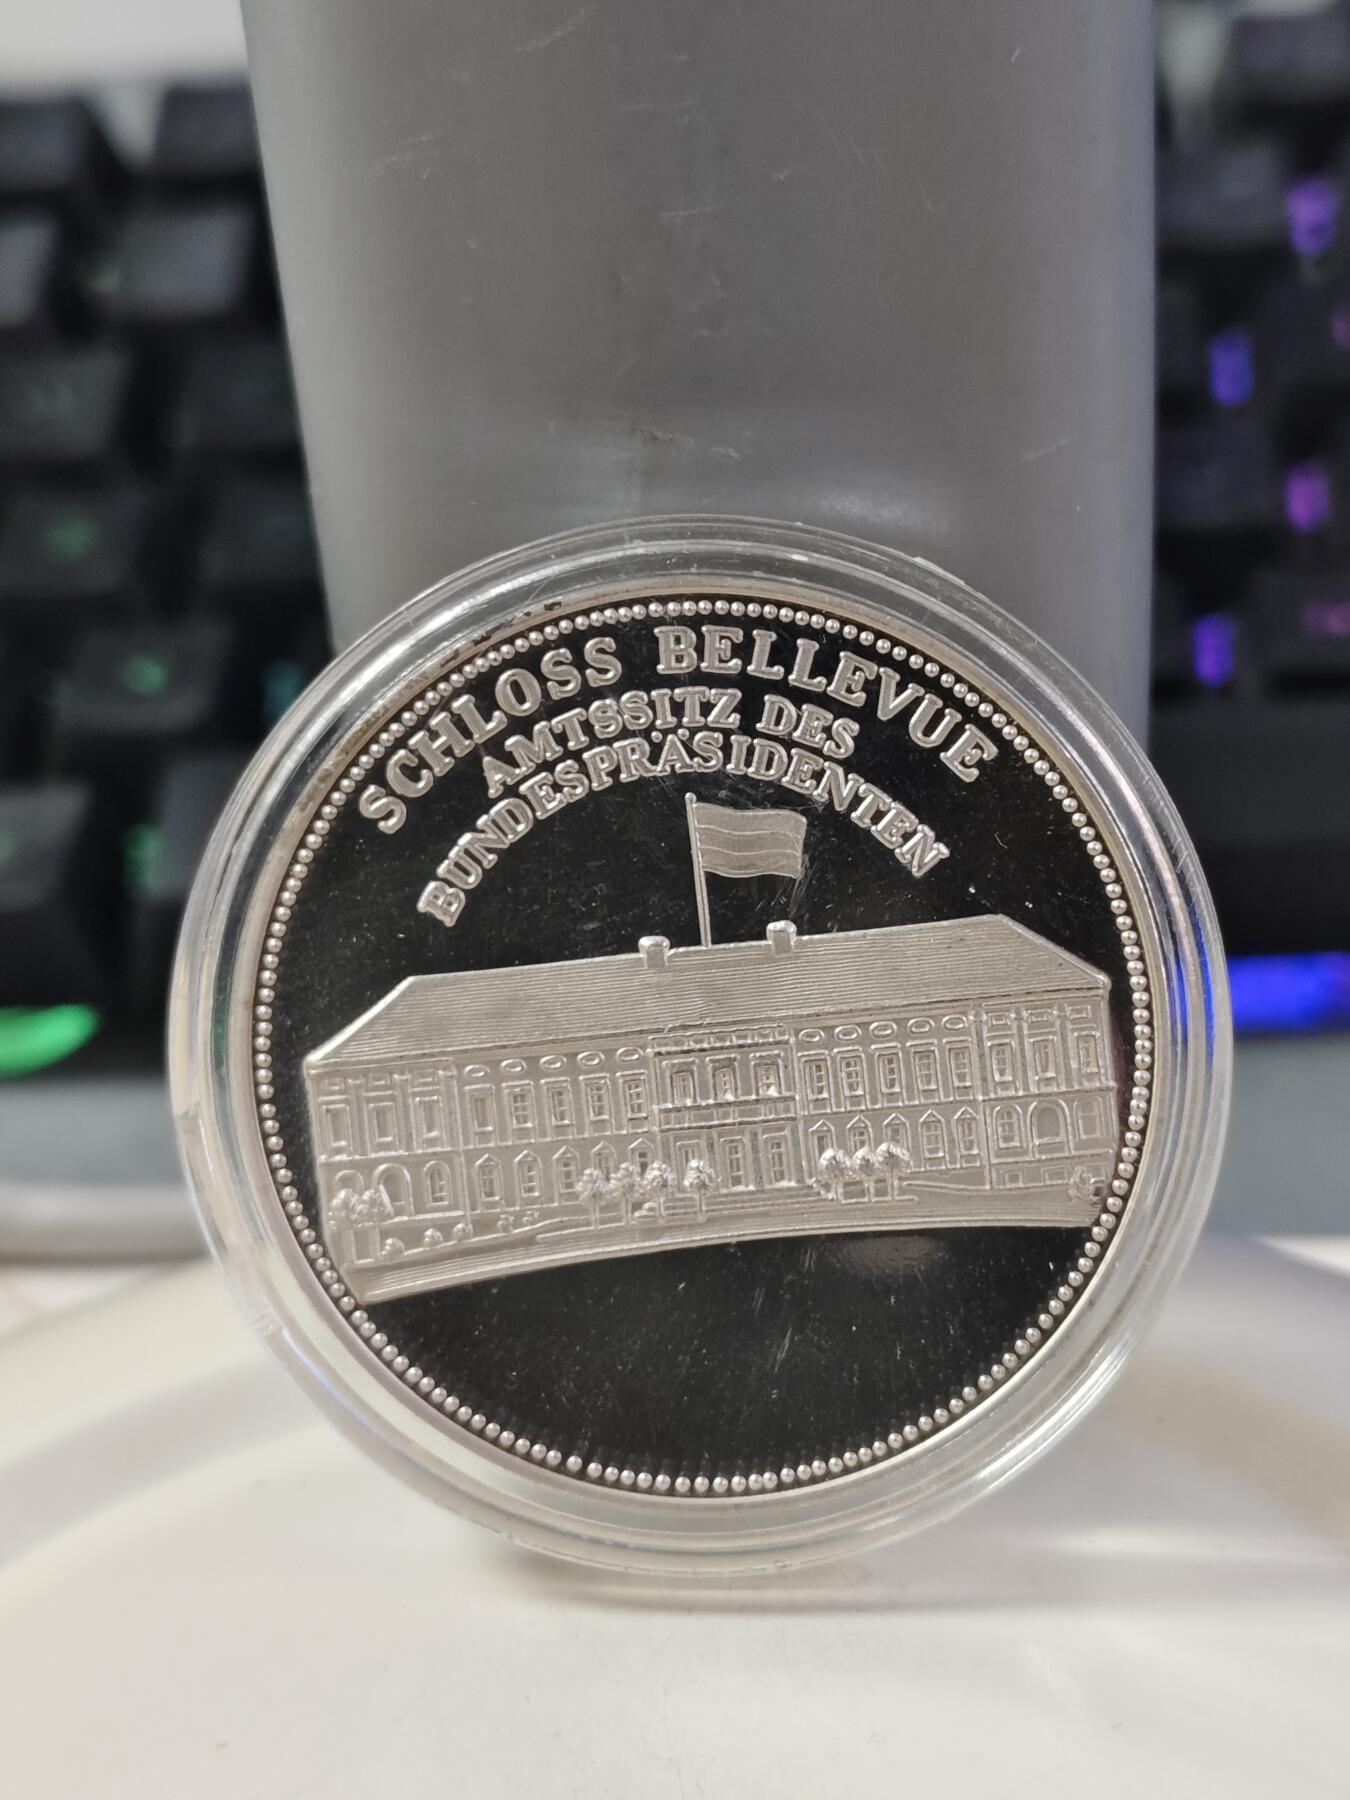 SCHLOSS BELLEVUE
AMTSSITZ DES
BUNDESPRÄSIDENTEN